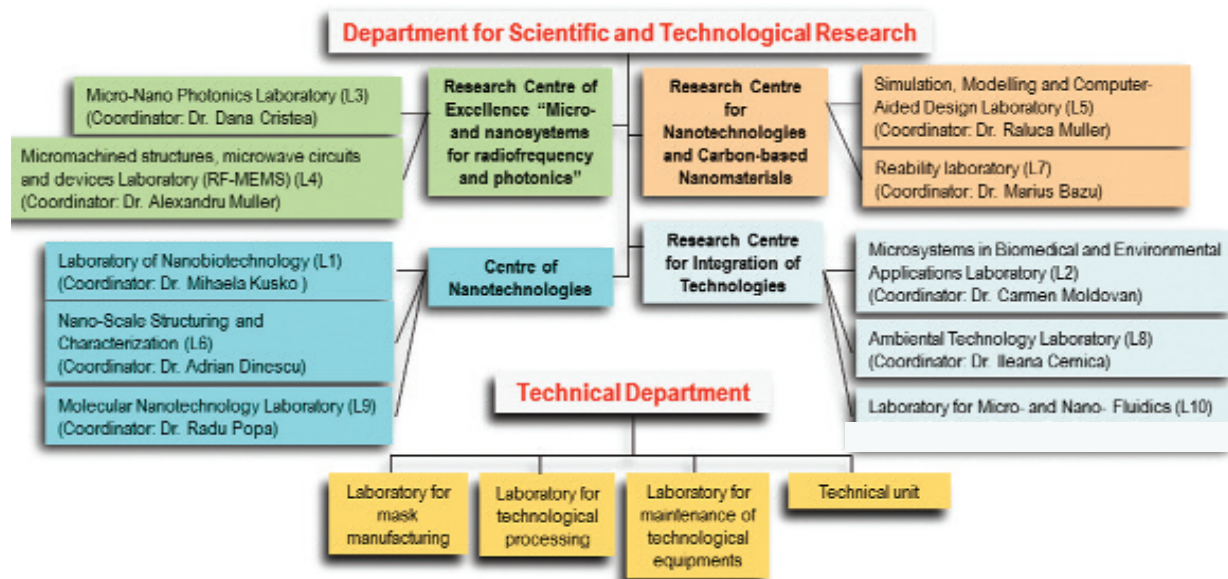 Department for Scientific and Technological Research
Micro-Nano Photonics Laboratory (L3)
(Coordinator: Dr. Dana Cristea)
Micromachined structures, microwave circuits
and devices Laboratory (RF-MEMS) (L4)
(Coordinator: Dr. Alexandru Muller)
Research Centre of
Excellence “Micro-
and nanosystems
for radiofrequency
and photonics”
Research Centre
for
Nanotechnologies
and Carbon-based
Nanomaterials
Simulation, Modelling and Computer-
Aided Design Laboratory (L5)
(Coordinator: Dr. Raluca Muller)
Reability laboratory (L7)
(Coordinator: Dr. Marius Bazu)
Laboratory of Nanobiotechnology (L1)
(Coordinator: Dr. Mihaela Kusko )
Nano-Scale Structuring and
Characterization (L6)
(Coordinator: Dr. Adrian Dinescu)
Molecular Nanotechnology Laboratory (L9)
(Coordinator: Dr. Radu Popa)
Centre of
Nanotechnologies
Research Centre
for Integration of
Technologies
Microsystems in Biomedical and Environmental
Applications Laboratory (L2)
(Coordinator: Dr. Carmen Moldovan)
Ambiental Technology Laboratory (L8)
(Coordinator: Dr. Ileana Cernica)
Laboratory for Micro- and Nano- Fluidics (L10)
Technical Department
Laboratory for
mask
manufacturing
Laboratory for
technological
processing
Laboratory for
maintenance of
technological
equipments
Technical unit